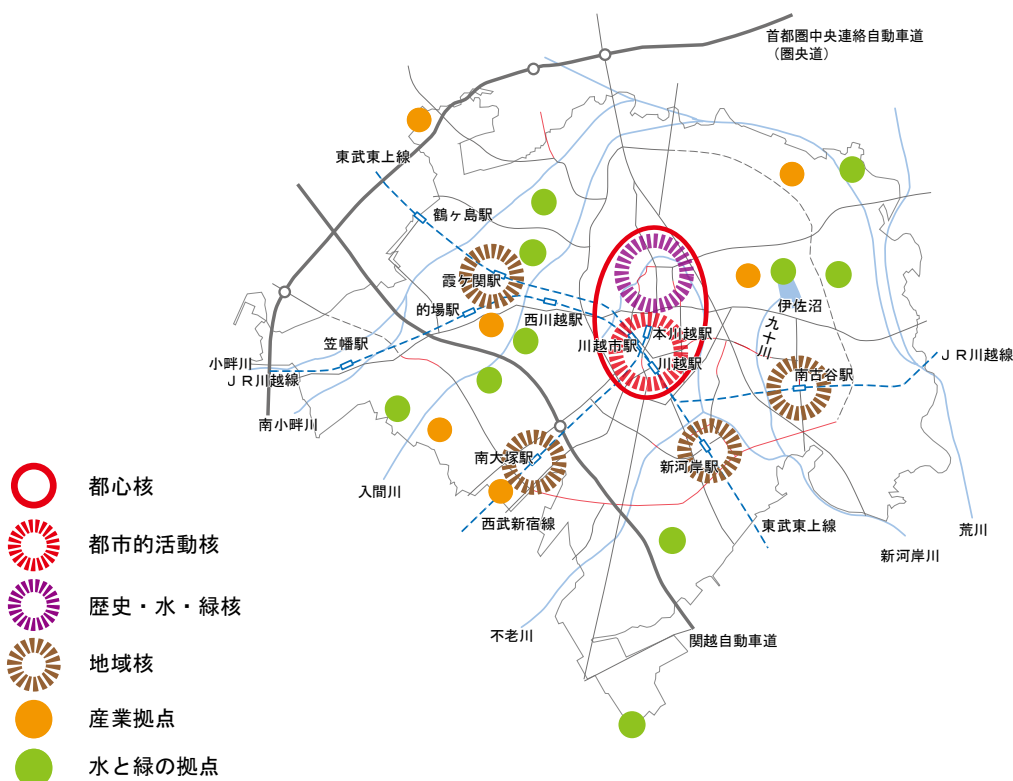 首都圏中央連絡自動車道
（圏央道）
東武東上線
鶴ヶ島駅
霞ケ関駅
的場駅
西川越駅
伊佐沼
九十川
本川越駅
川越市駅
川越駅
笠幡駅
小畔川
ＪＲ川越線
ＪＲ川越線
南古谷駅
南小畔川
南大塚駅
新河岸駅
入間川
西武新宿線
東武東上線
荒川
新河岸川
不老川
関越自動車道
都心核
都市的活動核
歴史・水・緑核
地域核
産業拠点
水と緑の拠点